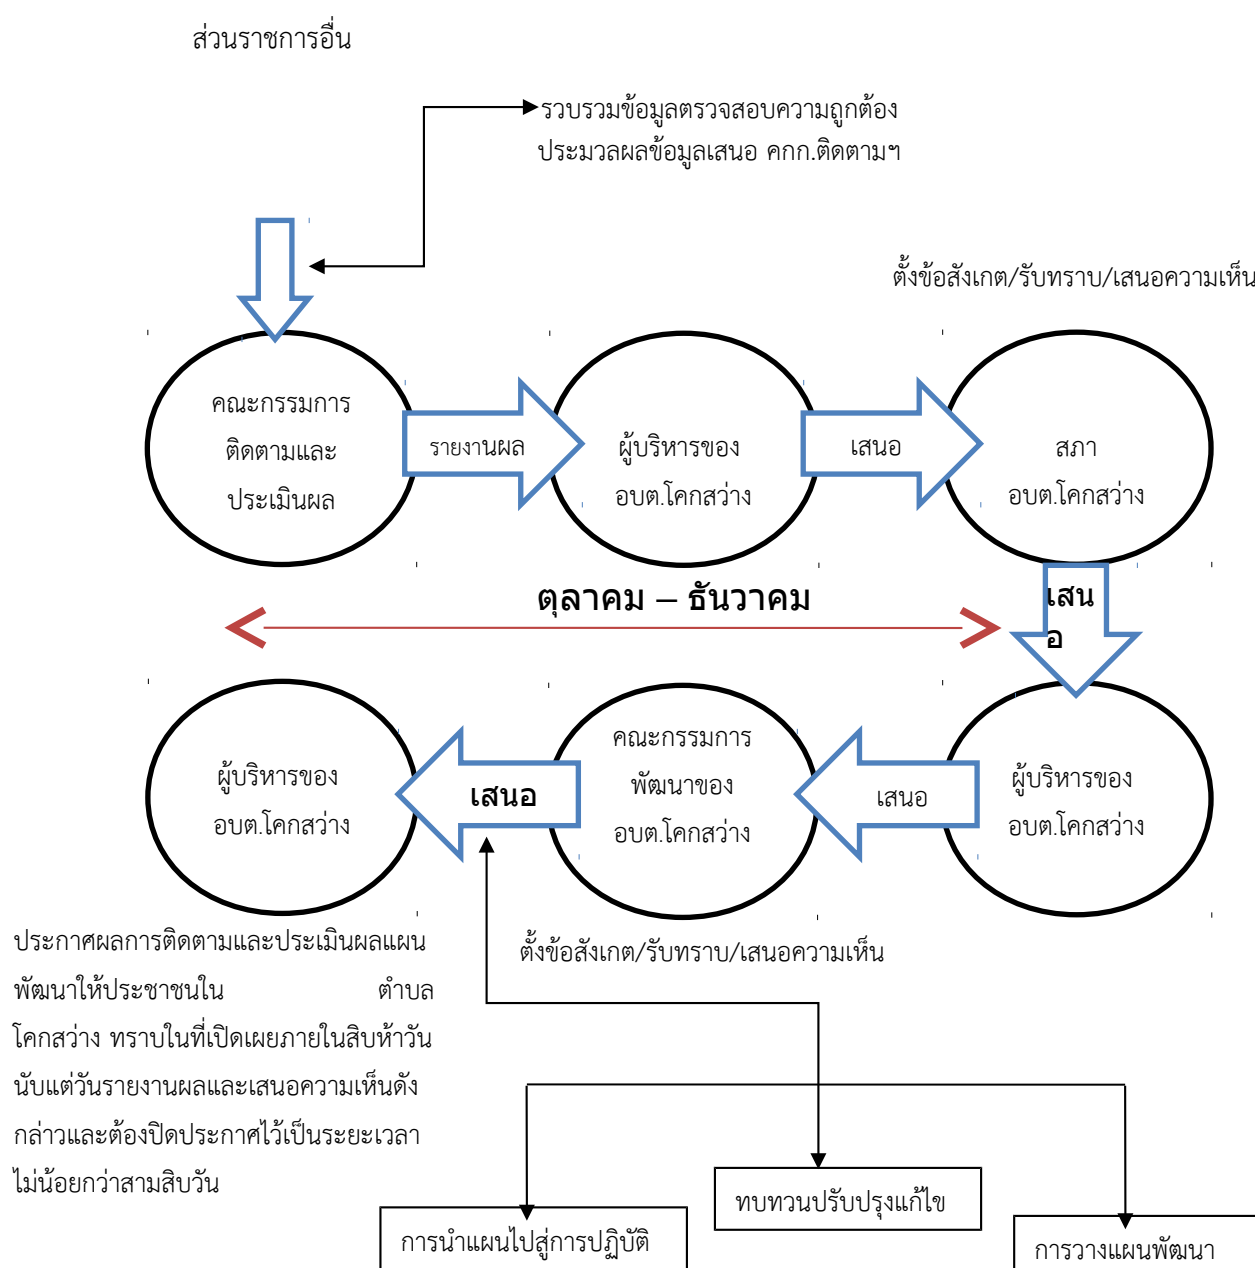 ส่วนราชการอื่น
รวบรวมข้อมูลตรวจสอบความถูกต้อง
ประมวลผลข้อมูลเสนอ คกก.ติดตามฯ
ตั้งข้อสังเกต/รับทราบ/เสนอความเห็น
คณะกรรมการ
ติดตามและ
ประเมินผล
รายงานผล
ผู้บริหารของ
อบต.โคกสว่าง
เสนอ
สภา
อบต.โคกสว่าง
ตุลาคม – ธันวาคม
เสน
อ
ผู้บริหารของ
อบต.โคกสว่าง
เสนอ
คณะกรรมการ
พัฒนาของ
อบต.โคกสว่าง
เสนอ
ผู้บริหารของ
อบต.โคกสว่าง
ประกาศผลการติดตามและประเมินผลแผน
พัฒนาให้ประชาชนใน ตำบล
โคกสว่าง ทราบในที่เปิดเผยภายในสิบห้าวัน
นับแต่วันรายงานผลและเสนอความเห็นดัง
กล่าวและต้องปิดประกาศไว้เป็นระยะเวลา
ไม่น้อยกว่าสามสิบวัน
ตั้งข้อสังเกต/รับทราบ/เสนอความเห็น
ทบทวนปรับปรุงแก้ไข
การนำแผนไปสู่การปฏิบัติ
การวางแผนพัฒนา